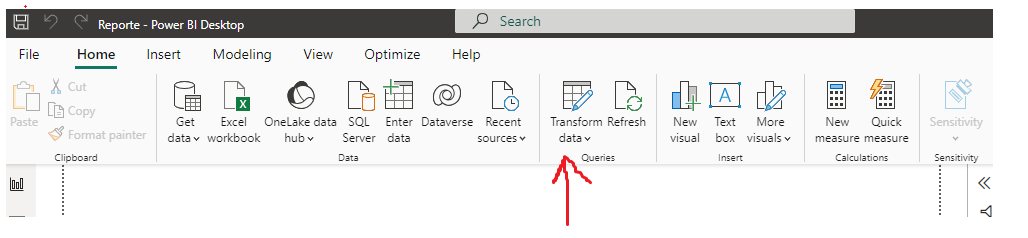 Reporte - Power BI Desktop
Search
File Home Insert Modeling View Optimize Help
Paste
Cut
Copy
Format painter
Clipboard
Get data
Excel workbook
OneLake data hub
SQL Server
Enter data
Dataverse
Recent sources
Data
Transform data
Refresh
Queries
New visual
Text box
More visuals
Insert
New measure
Quick measure
Calculations
Sensitivity
Sensitivity